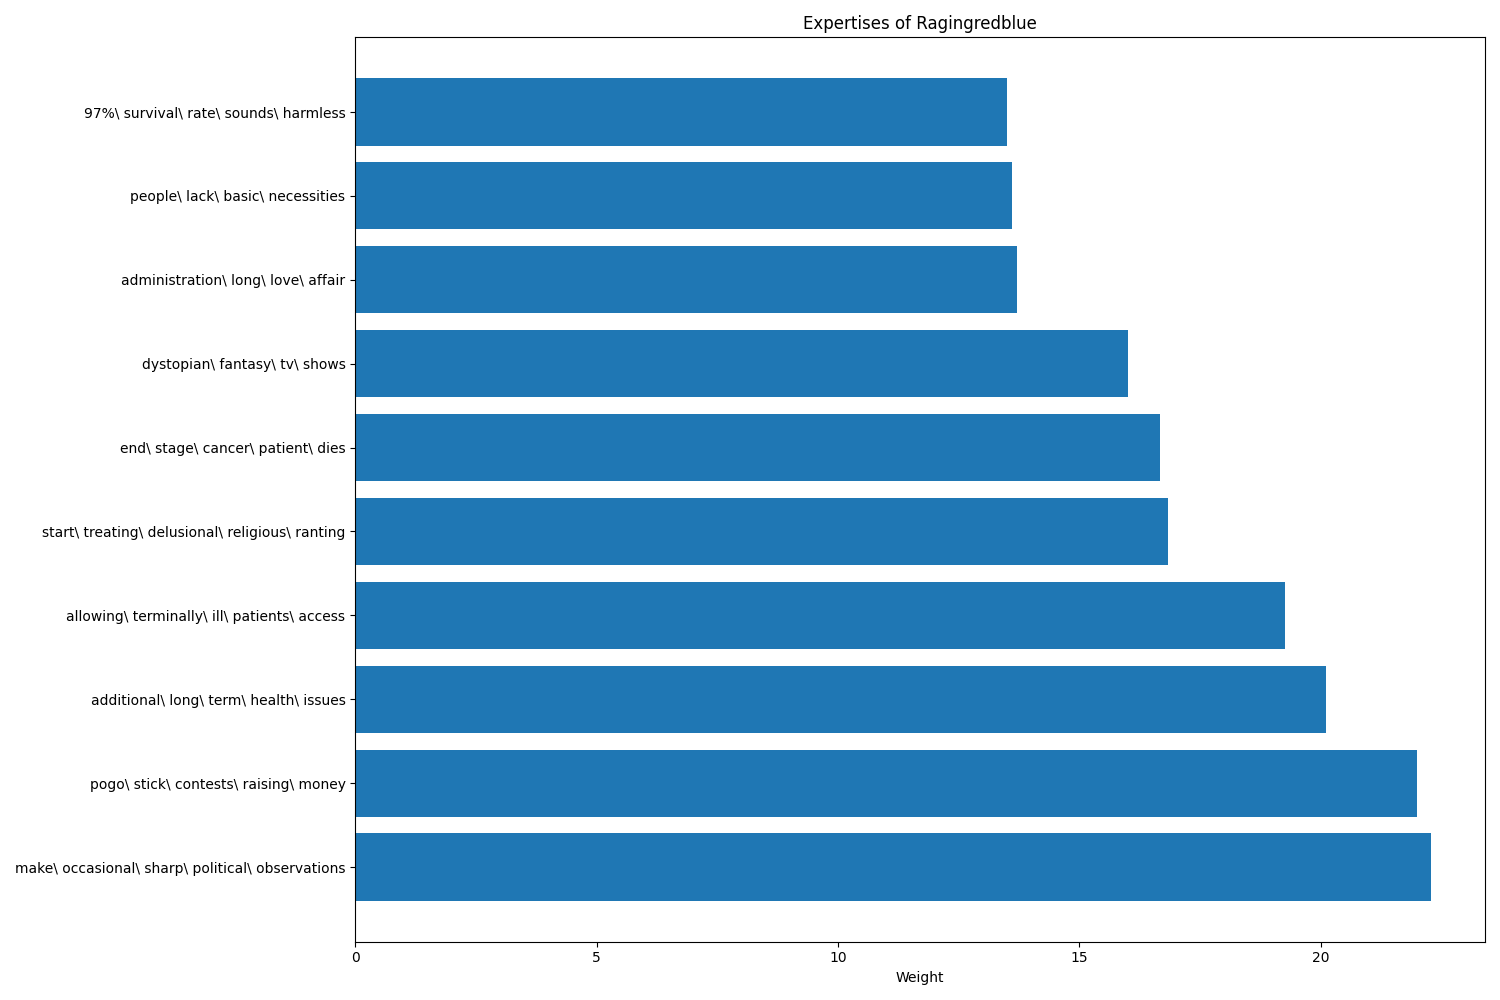 Expertises of Ragingredblue
97%\ survival\ rate\ sounds\ harmless
people\ lack\ basic\ necessities
administration\ long\ love\ affair
dystopian\ fantasy\ tv\ shows
end\ stage\ cancer\ patient\ dies
start\ treating\ delusional\ religious\ ranting
allowing\ terminally\ ill\ patients\ access
additional\ long\ term\ health\ issues
pogo\ stick\ contests\ raising\ money
make\ occasional\ sharp\ political\ observations
0 5 10 15 20
Weight